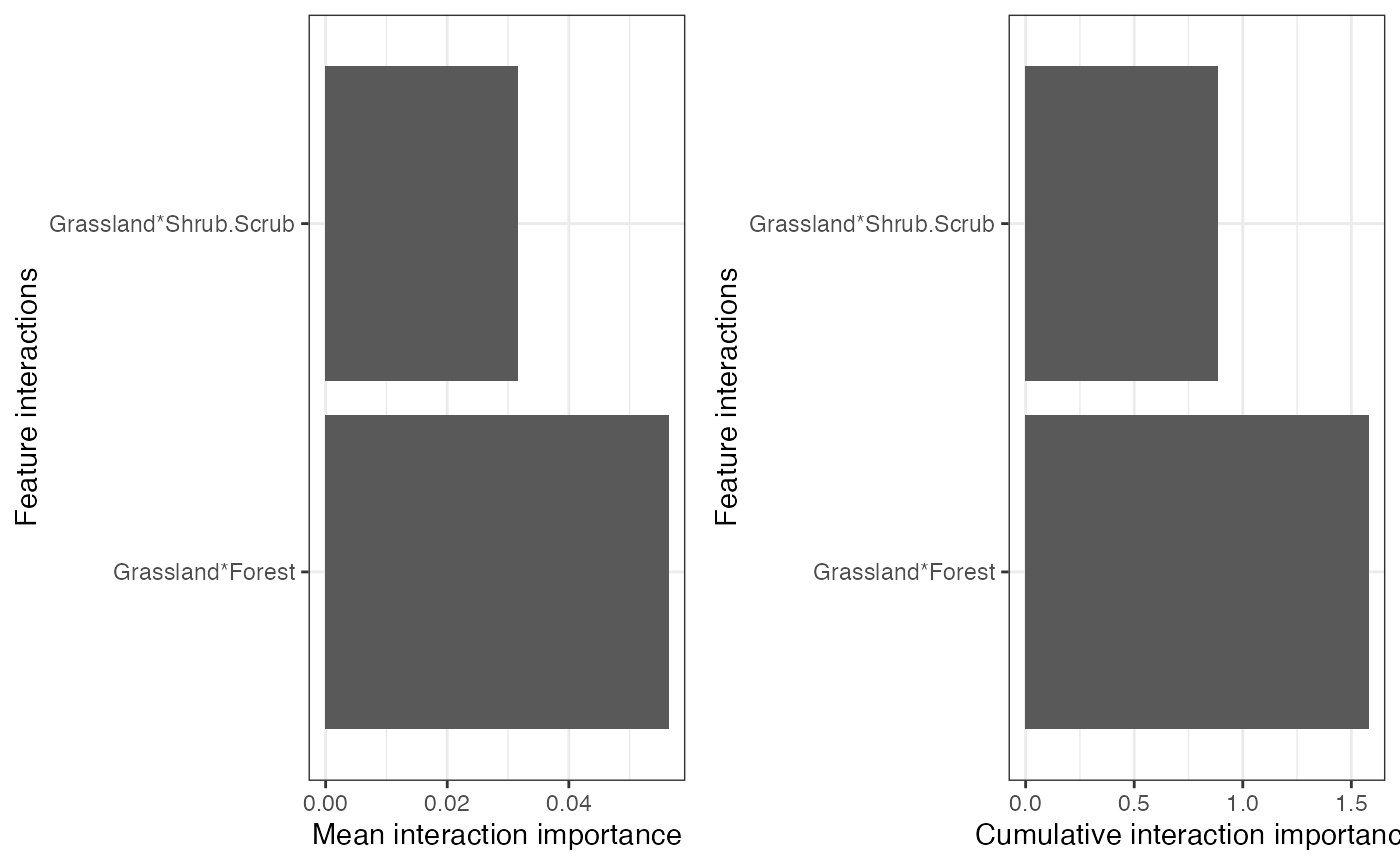 Feature interactions
Grassland*Shrub.Scrub
Grassland*Forest
0.00 0.02 0.04
Mean interaction importance
Feature interactions
Grassland*Shrub.Scrub
Grassland*Forest
0.0 0.5 1.0 1.5
Cumulative interaction importanc